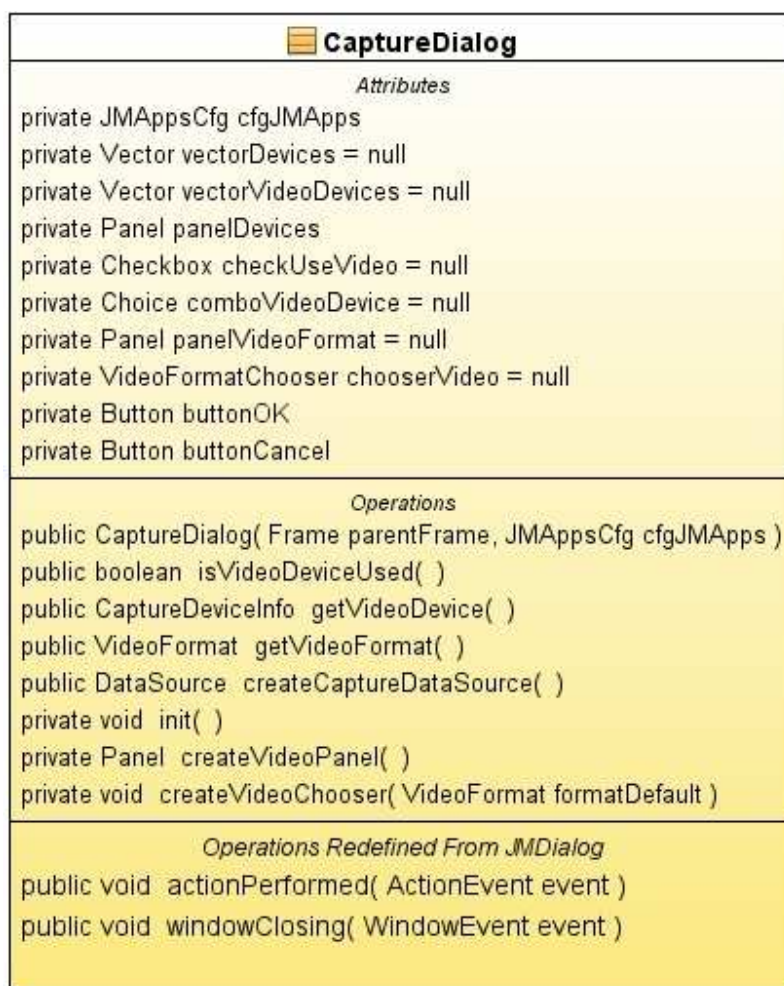 CaptureDialog
Attributes
private JMAppsCfg cfgJMApps
private Vector vectorDevices = null
private Vector vectorVideoDevices = null
private Panel panelDevices
private Checkbox checkUseVideo = null
private Choice comboVideoDevice = null
private Panel panelVideoFormat = null
private VideoFormatChooser chooserVideo = null
private Button buttonOK
private Button buttonCancel
Operations
public CaptureDialog( Frame parentFrame, JMAppsCfg cfgJMApps )
public boolean isVideoDeviceUsed( )
public CaptureDeviceInfo getVideoDevice( )
public VideoFormat getVideoFormat( )
public DataSource createCaptureDataSource( )
private void init( )
private Panel createVideoPanel( )
private void createVideoChooser( VideoFormat formatDefault )
Operations Redefined From JMDialog
public void actionPerformed( ActionEvent event )
public void windowClosing( WindowEvent event )